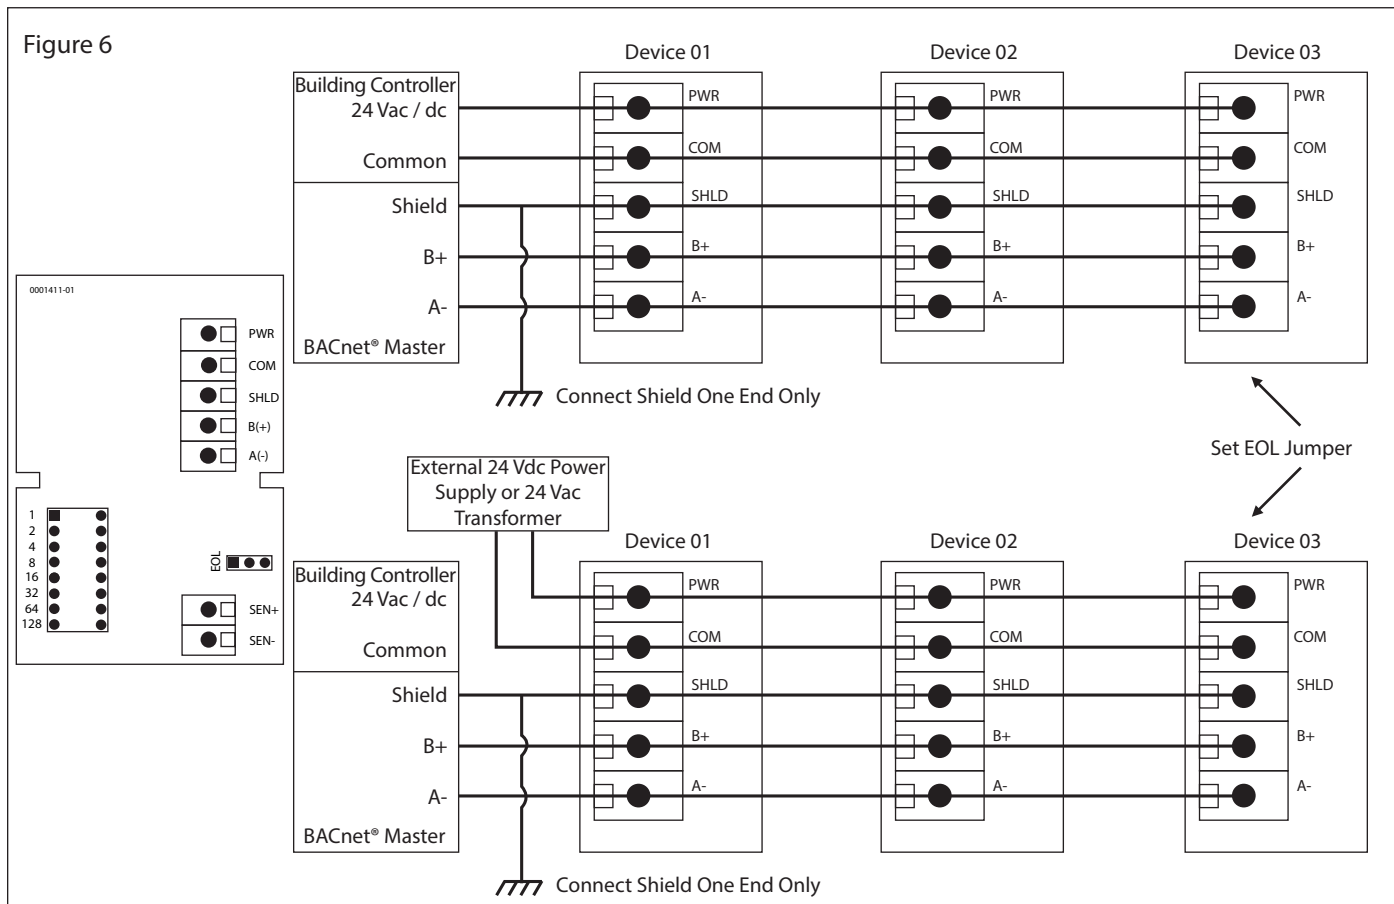 Figure 6
Device 01
Device 02
Device 03
Building Controller
24 Vac / dc
Common
Shield
B+
A-
BACnet® Master
PWR
COM
SHLD
B+
A-
PWR
COM
SHLD
B+
A-
PWR
COM
SHLD
B+
A-
Connect Shield One End Only
Set EOL Jumper
0001411-01
PWR
COM
SHLD
B(+)
A(-)
1
2
4
8
16
32
64
128
EOL
SEN+
SEN-
External 24 Vdc Power
Supply or 24 Vac
Transformer
Device 01
Device 02
Device 03
Building Controller
24 Vac / dc
Common
Shield
B+
A-
BACnet® Master
PWR
COM
SHLD
B+
A-
PWR
COM
SHLD
B+
A-
PWR
COM
SHLD
B+
A-
Connect Shield One End Only